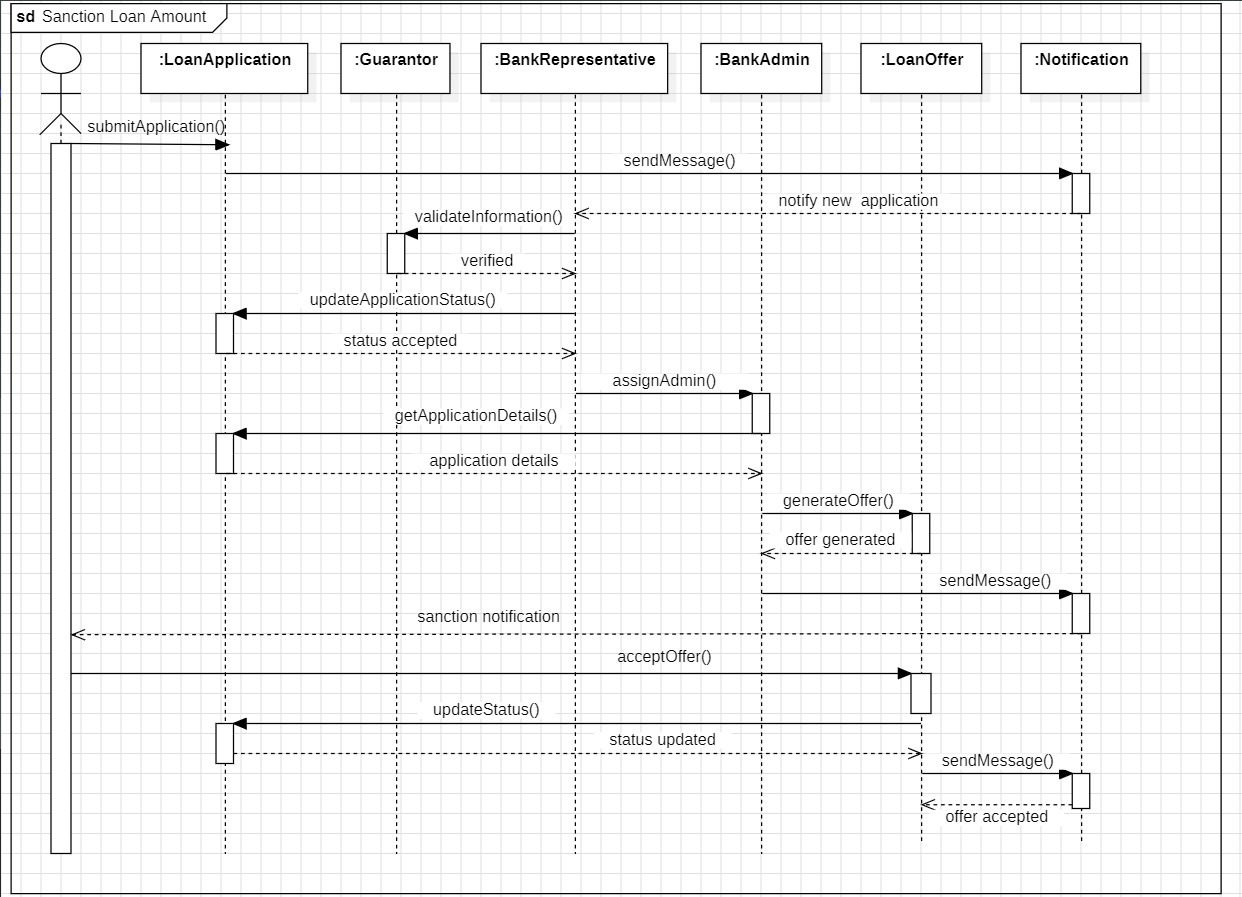 sd Sanction Loan Amount
:LoanApplication
:Guarantor
:BankRepresentative
:BankAdmin
:LoanOffer
:Notification
submitApplication()
sendMessage()
notify new  application
validateInformation()
verified
updateApplicationStatus()
status accepted
assignAdmin()
getApplicationDetails()
application details
generateOffer()
offer generated
sendMessage()
sanction notification
acceptOffer()
updateStatus()
status updated
sendMessage()
offer accepted